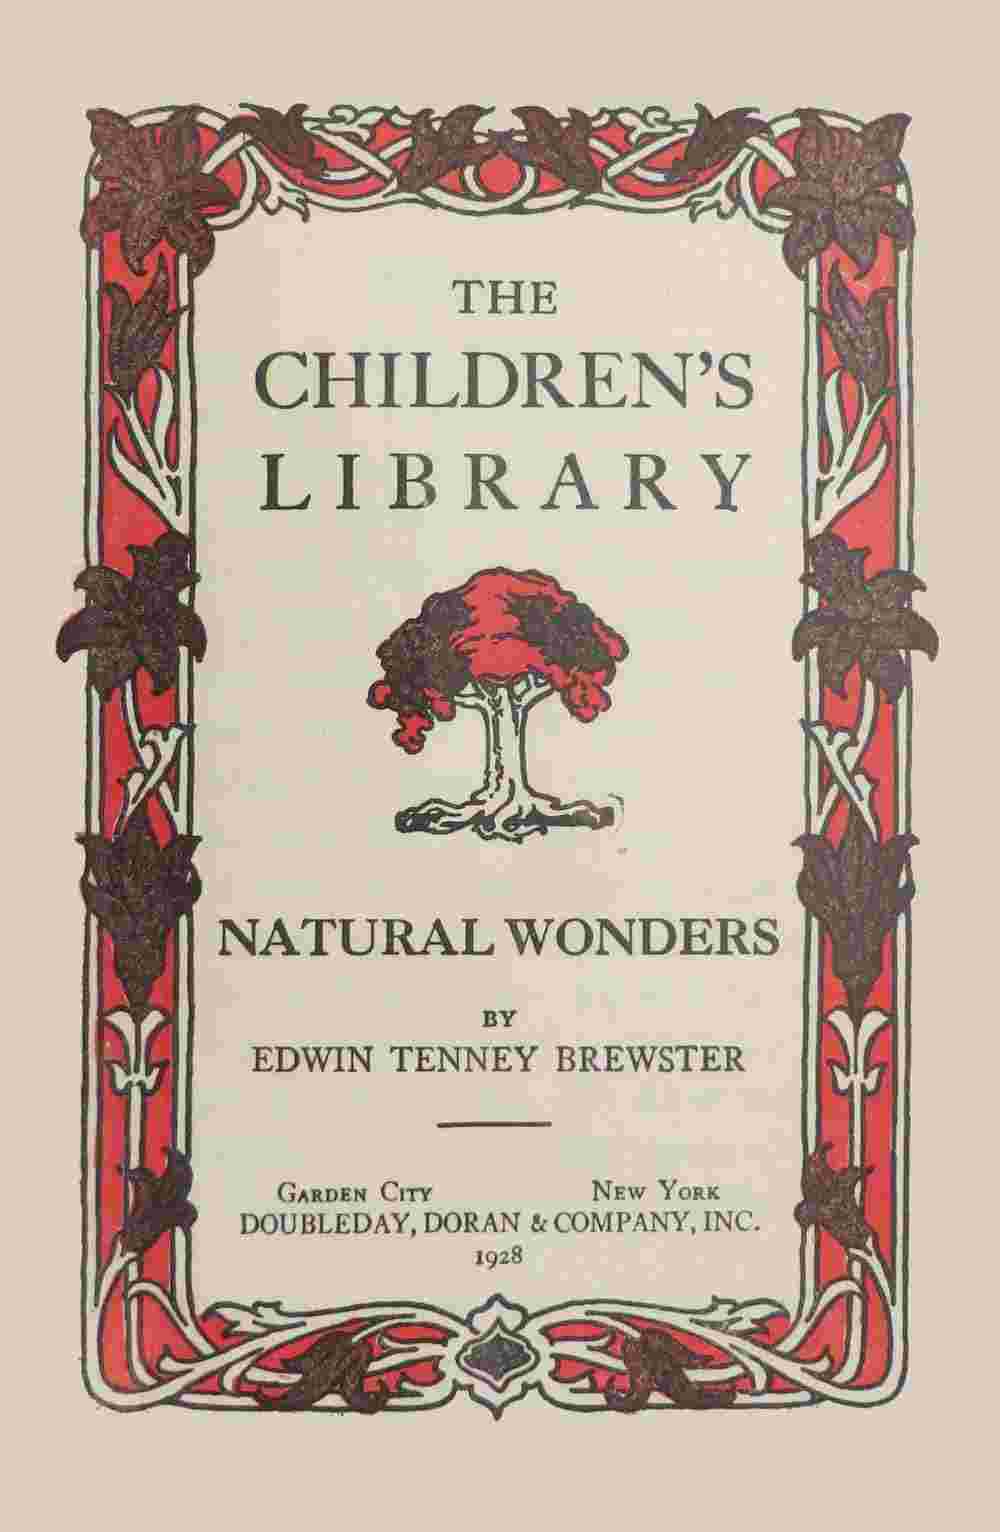 THE
CHILDREN'S
LIBRARY
NATURAL WONDERS
BY
EDWIN TENNEY BREWSTER
GARDEN CITY NEW YORK
DOUBLEDAY, DORAN & COMPANY, INC.
1928